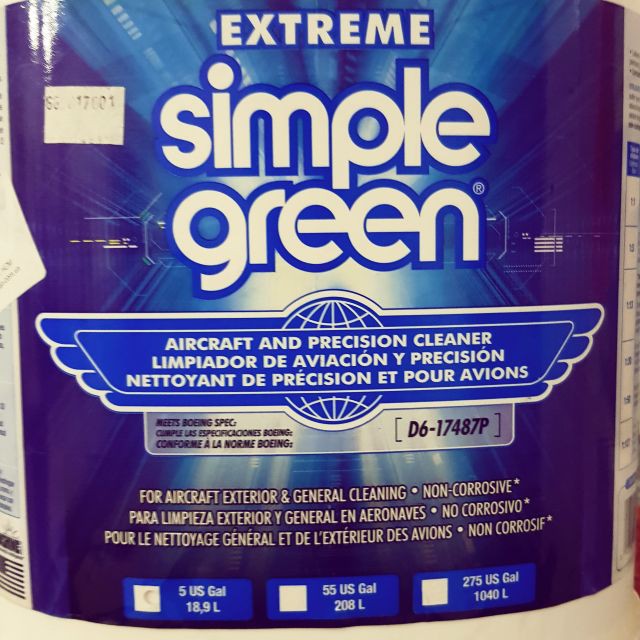 EXTREME
simple
green®
AIRCRAFT AND PRECISION CLEANER
LIMPIADOR DE AVIACIÓN Y PRECISIÓN
NETTOYANT DE PRÉCISION ET POUR AVIONS
MEETS BOEING SPEC:
CUMPLE LAS ESPECIFICACIONES BOEING:
CONFORME À LA NORME BOEING:
[ D6-17487P ]
FOR AIRCRAFT EXTERIOR & GENERAL CLEANING • NON-CORROSIVE*
PARA LIMPIEZA EXTERIOR Y GENERAL EN AERONAVES • NO CORROSIVO*
POUR LE NETTOYAGE GÉNÉRAL ET DE L'EXTÉRIEUR DES AVIONS • NON CORROSIF*
5 US Gal
18,9 L
55 US Gal
208 L
275 US Gal
1040 L